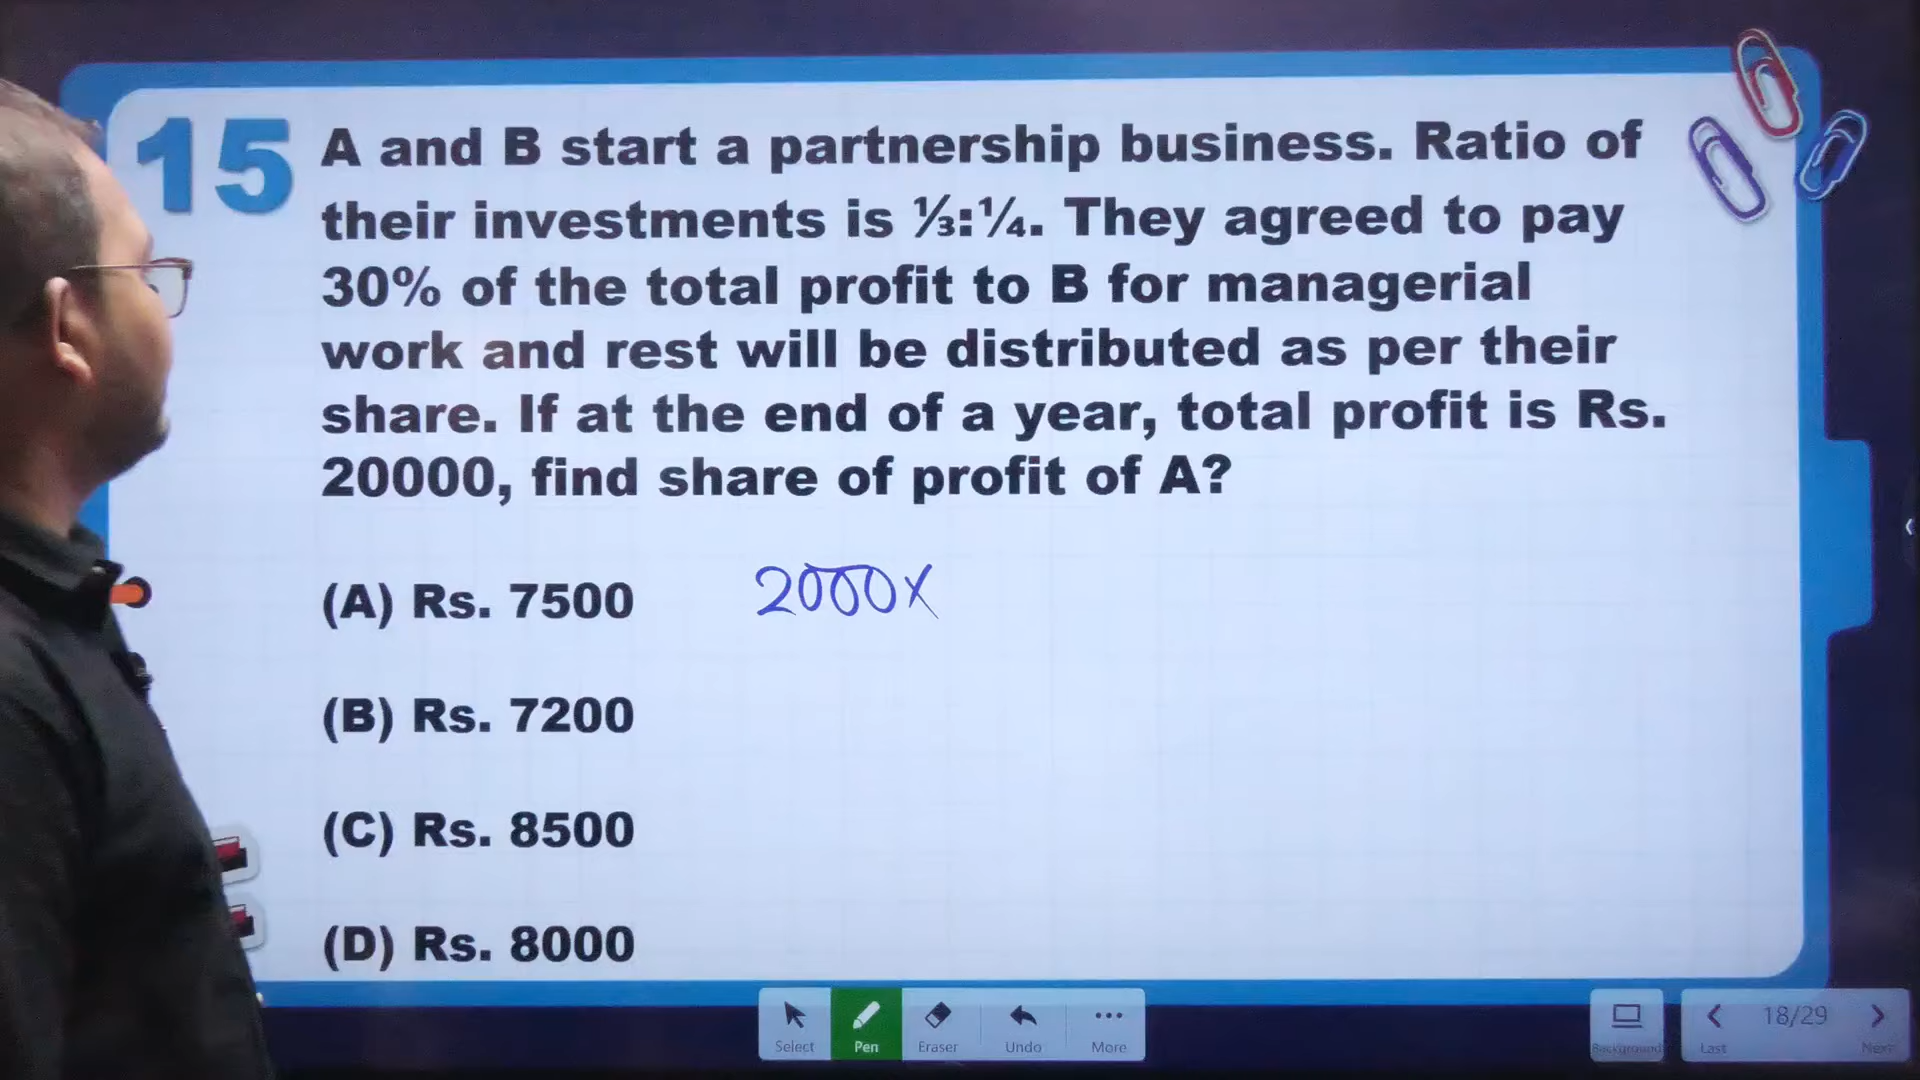 15
A and B start a partnership business. Ratio of
their investments is ⅓:¼. They agreed to pay
30% of the total profit to B for managerial
work and rest will be distributed as per their
share. If at the end of a year, total profit is Rs.
20000, find share of profit of A?
(A) Rs. 7500
2000x
(B) Rs. 7200
(C) Rs. 8500
(D) Rs. 8000
Select
Pen
Eraser
Undo
More
Background
Last
18/29
Next